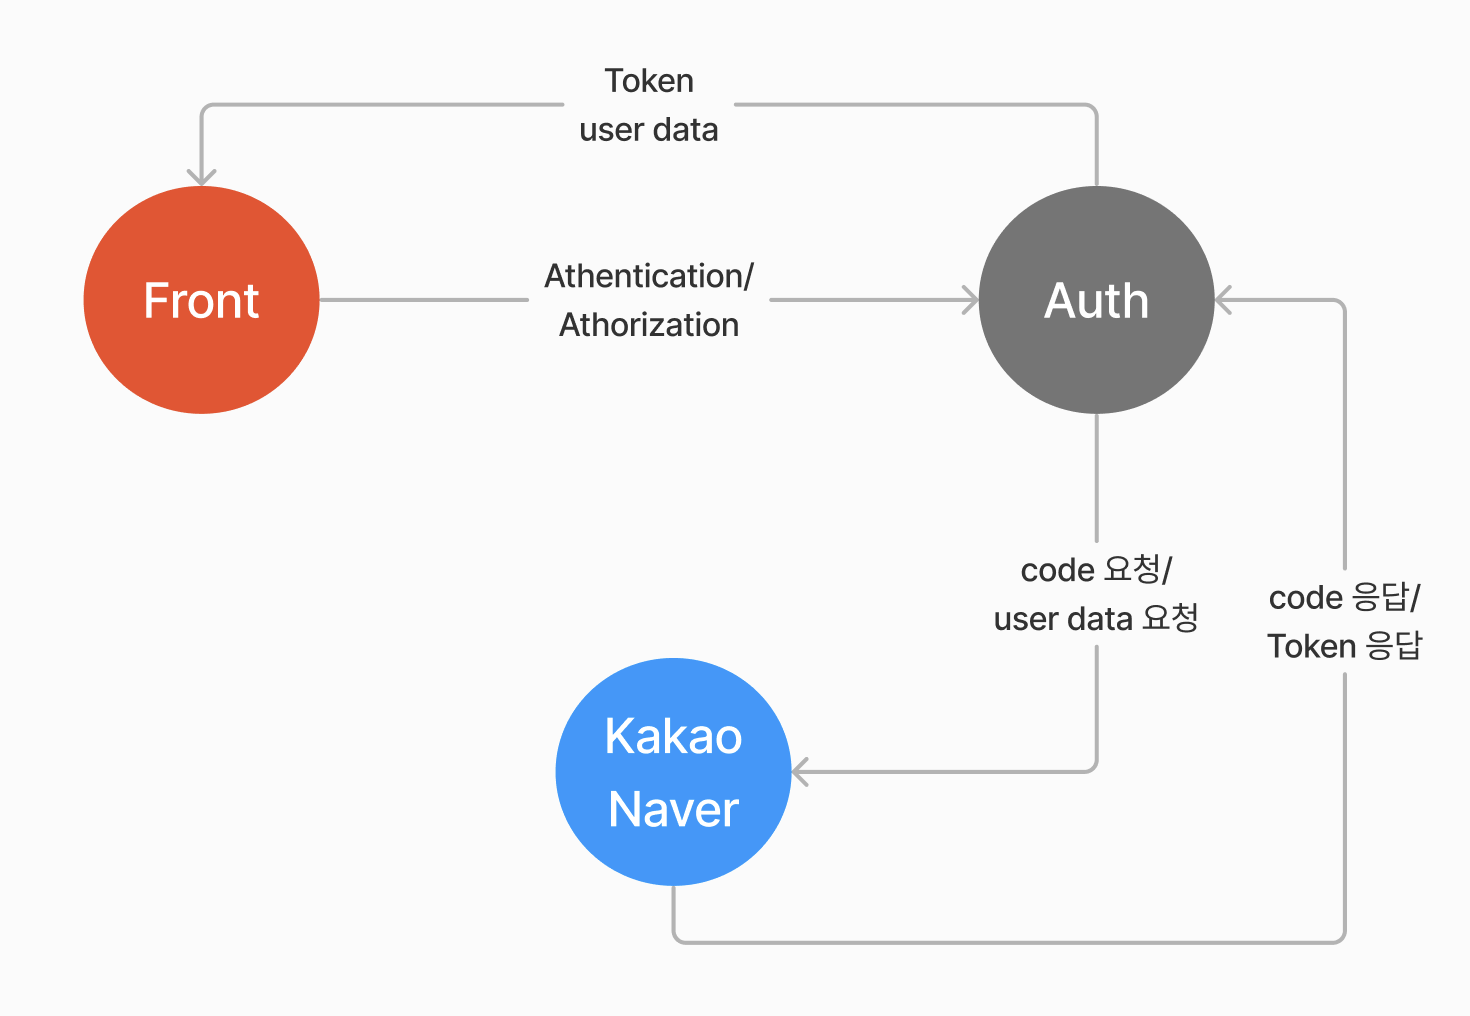 Token
user data
Front
Athentication/
Athorization
Auth
code 요청/
user data 요청
code 응답/
Token 응답
Kakao
Naver